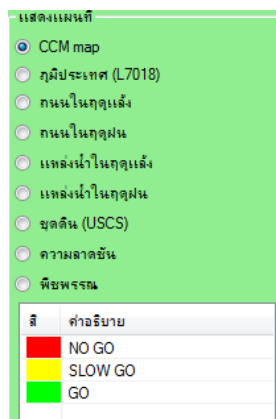 แสดงแผนที่
CCM map
ภูมิประเทศ (L7018)
ถนนในฤดูแล้ง
ถนนในฤดูฝน
แหล่งน้ำในฤดูแล้ง
แหล่งน้ำในฤดูฝน
ชุดดิน (USCS)
ความลาดชัน
พืชพรรณ
สี คำอธิบาย
NO GO
SLOW GO
GO